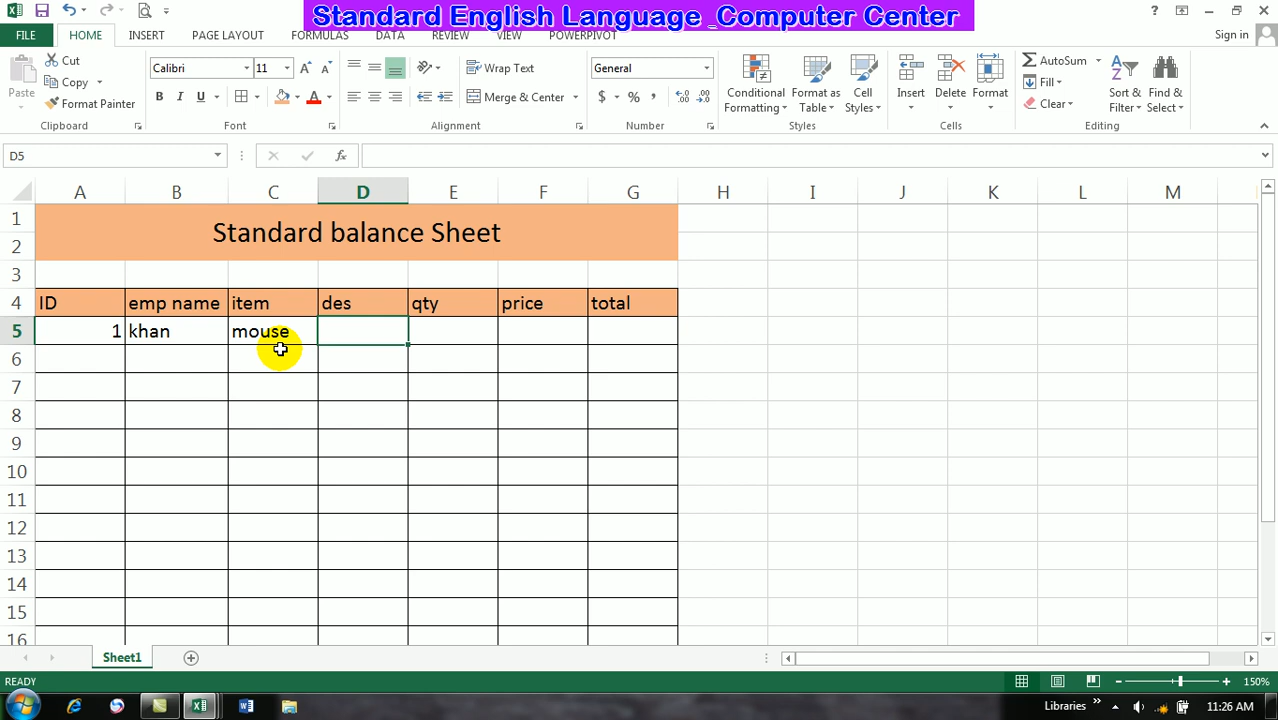 Standard English Language _Computer Center
Sign in
FILE HOME INSERT PAGE LAYOUT FORMULAS DATA REVIEW VIEW POWERPIVOT
Paste
Cut
Copy
Format Painter
Clipboard
Calibri 11
B I U
Font
Wrap Text
Merge & Center
Alignment
General
$ % ,
Number
Conditional Formatting
Format as Table
Cell Styles
Styles
Insert
Delete
Format
Cells
AutoSum
Fill
Clear
Sort & Filter
Find & Select
Editing
D5
fx
A B C D E F G H I J K L M
1
Standard balance Sheet
2
3
4 ID emp name item des qty price total
5 1 khan mouse
6
7
8
9
10
11
12
13
14
15
16
Sheet1
READY
150%
Libraries
11:26 AM